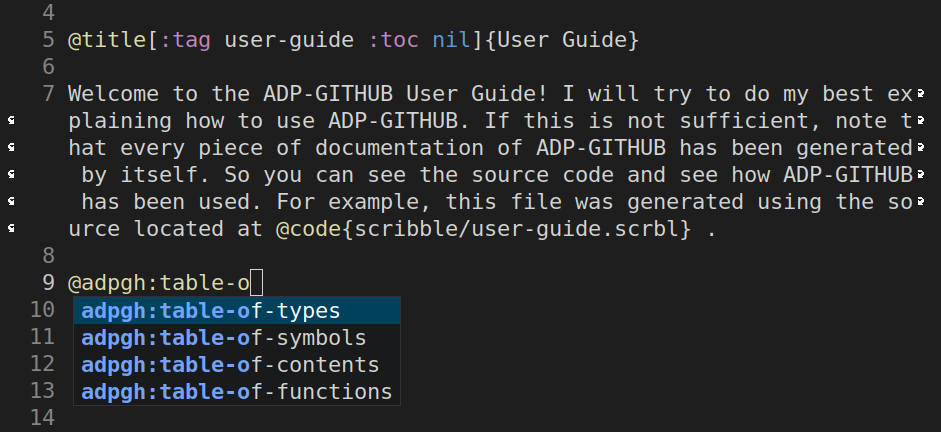 4
5 @title[:tag user-guide :toc nil]{User Guide}
6
7 Welcome to the ADP-GITHUB User Guide! I will try to do my best ex
plaining how to use ADP-GITHUB. If this is not sufficient, note t
hat every piece of documentation of ADP-GITHUB has been generated
by itself. So you can see the source code and see how ADP-GITHUB
has been used. For example, this file was generated using the so
urce located at @code{scribble/user-guide.scrbl} .
8
9 @adpgh:table-o
10 adpgh:table-of-types
11 adpgh:table-of-symbols
12 adpgh:table-of-contents
13 adpgh:table-of-functions
14